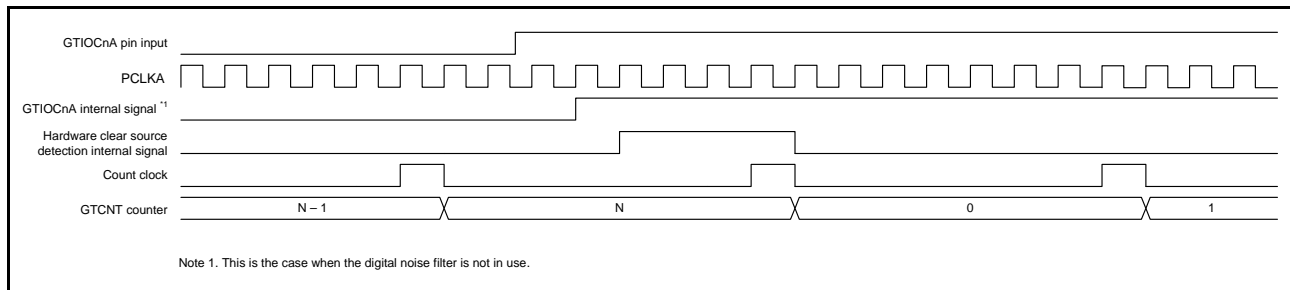 GTIOCnA pin input
PCLKA
GTIOCnA internal signal *1
Hardware clear source
detection internal signal
Count clock
GTCNT counter
N – 1
N
0
1
Note 1. This is the case when the digital noise filter is not in use.